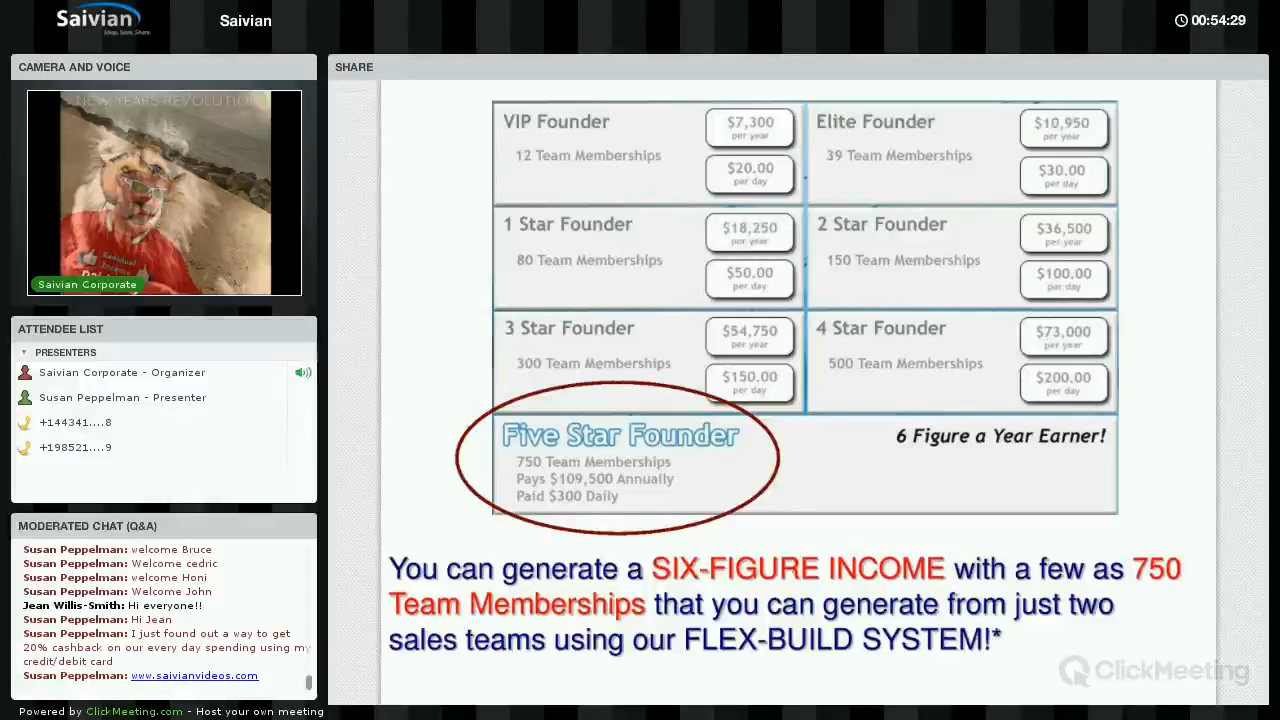 Saivian
Shop. Save. Share.
Saivian
00:54:29
CAMERA AND VOICE
NEW YEARS REVOLUTION
Residual
Income
Saivian Corporate
ATTENDEE LIST
PRESENTERS
Saivian Corporate - Organizer
Susan Peppelman - Presenter
+144341....8
+198521....9
MODERATED CHAT (Q&A)
Susan Peppelman: welcome Bruce
Susan Peppelman: Welcome cedric
Susan Peppelman: welcome Honi
Susan Peppelman: Welcome John
Jean Willis-Smith: Hi everyone!!
Susan Peppelman: Hi Jean
Susan Peppelman: I just found out a way to get
20% cashback on our every day spending using my
credit/debit card
Susan Peppelman: www.saivianvideos.com
Powered by ClickMeeting.com - Host your own meeting
SHARE
VIP Founder
12 Team Memberships
$7,300
per year
$20.00
per day
Elite Founder
39 Team Memberships
$10,950
per year
$30.00
per day
1 Star Founder
80 Team Memberships
$18,250
per year
$50.00
per day
2 Star Founder
150 Team Memberships
$36,500
per year
$100.00
per day
3 Star Founder
300 Team Memberships
$54,750
per year
$150.00
per day
4 Star Founder
500 Team Memberships
$73,000
per year
$200.00
per day
Five Star Founder
750 Team Memberships
Pays $109,500 Annually
Paid $300 Daily
6 Figure a Year Earner!
You can generate a SIX-FIGURE INCOME with a few as 750
Team Memberships that you can generate from just two
sales teams using our FLEX-BUILD SYSTEM!*
ClickMeeting